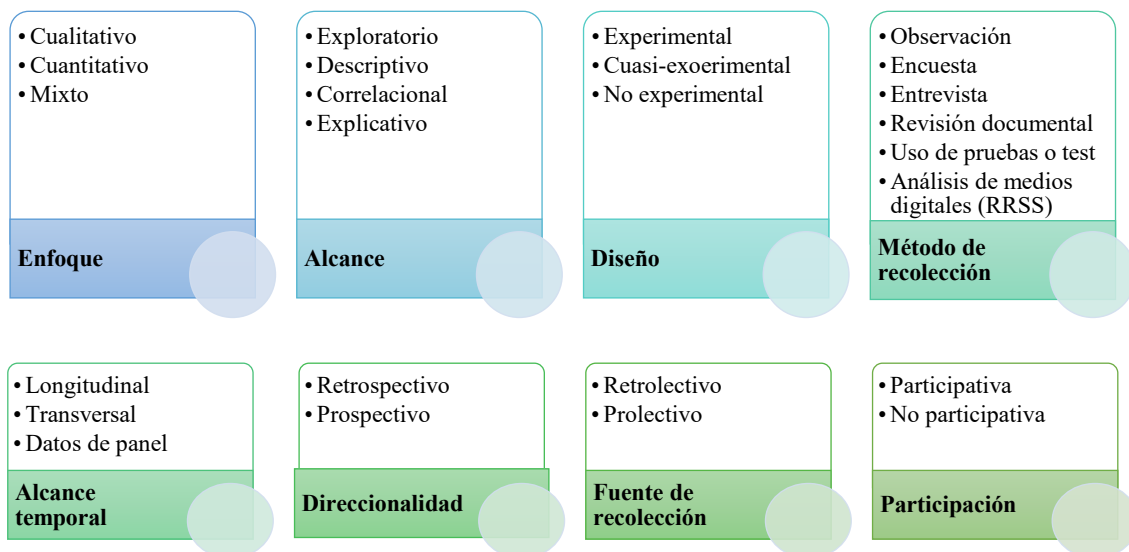 • Cualitativo
• Cuantitativo
• Mixto
Enfoque
• Exploratorio
• Descriptivo
• Correlacional
• Explicativo
Alcance
• Experimental
• Cuasi-exoerimental
• No experimental
Diseño
• Observación
• Encuesta
• Entrevista
• Revisión documental
• Uso de pruebas o test
• Análisis de medios
digitales (RRSS)
Método de
recolección
• Longitudinal
• Transversal
• Datos de panel
Alcance
temporal
• Retrospectivo
• Prospectivo
Direccionalidad
• Retrolectivo
• Prolectivo
Fuente de
recolección
• Participativa
• No participativa
Participación